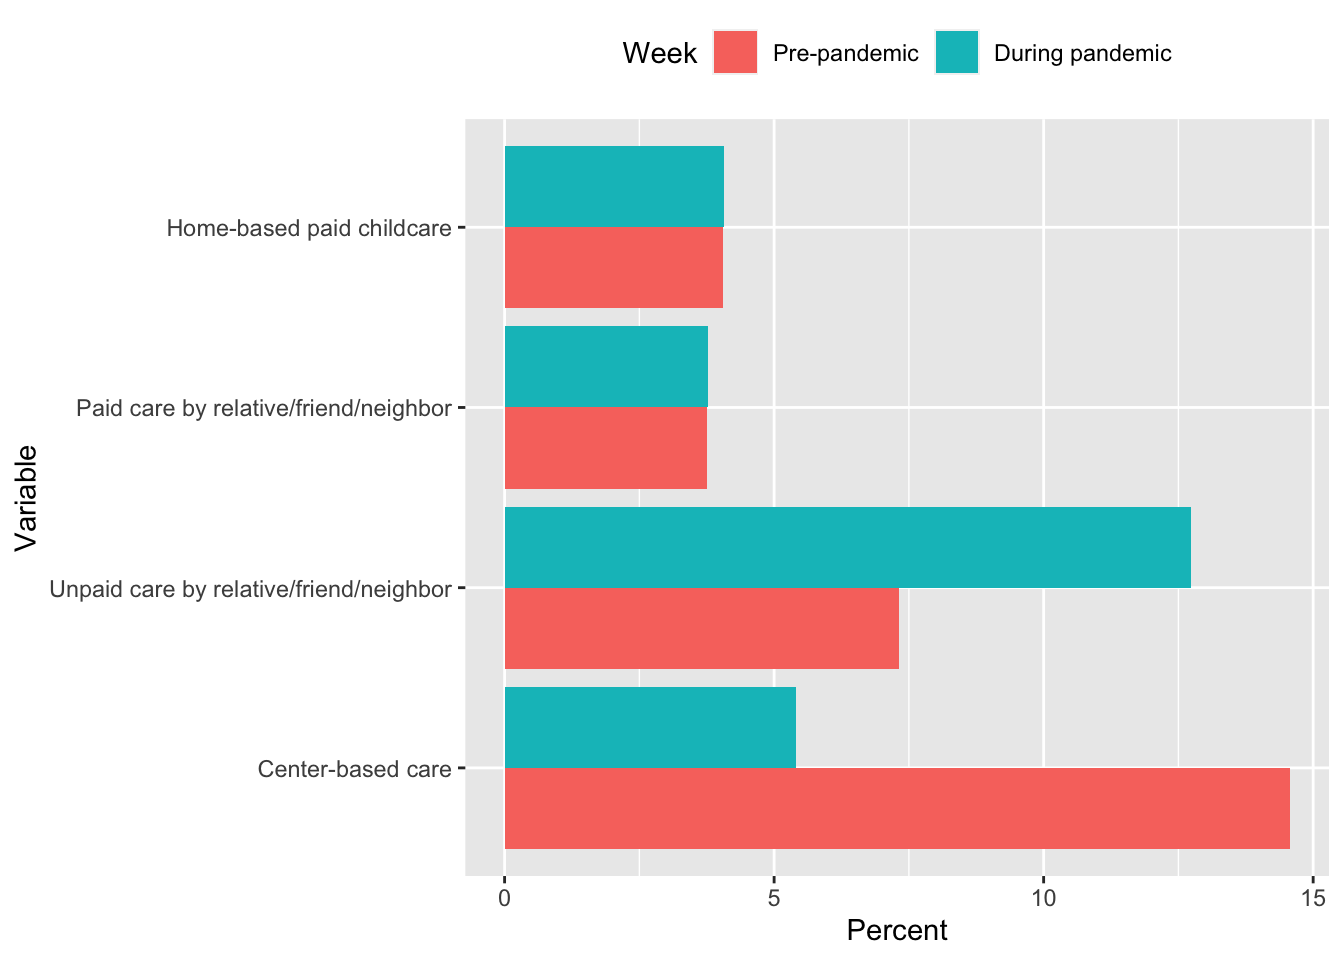 Week Pre-pandemic During pandemic
Home-based paid childcare
Paid care by relative/friend/neighbor
Unpaid care by relative/friend/neighbor
Center-based care
Variable
0 5 10 15
Percent